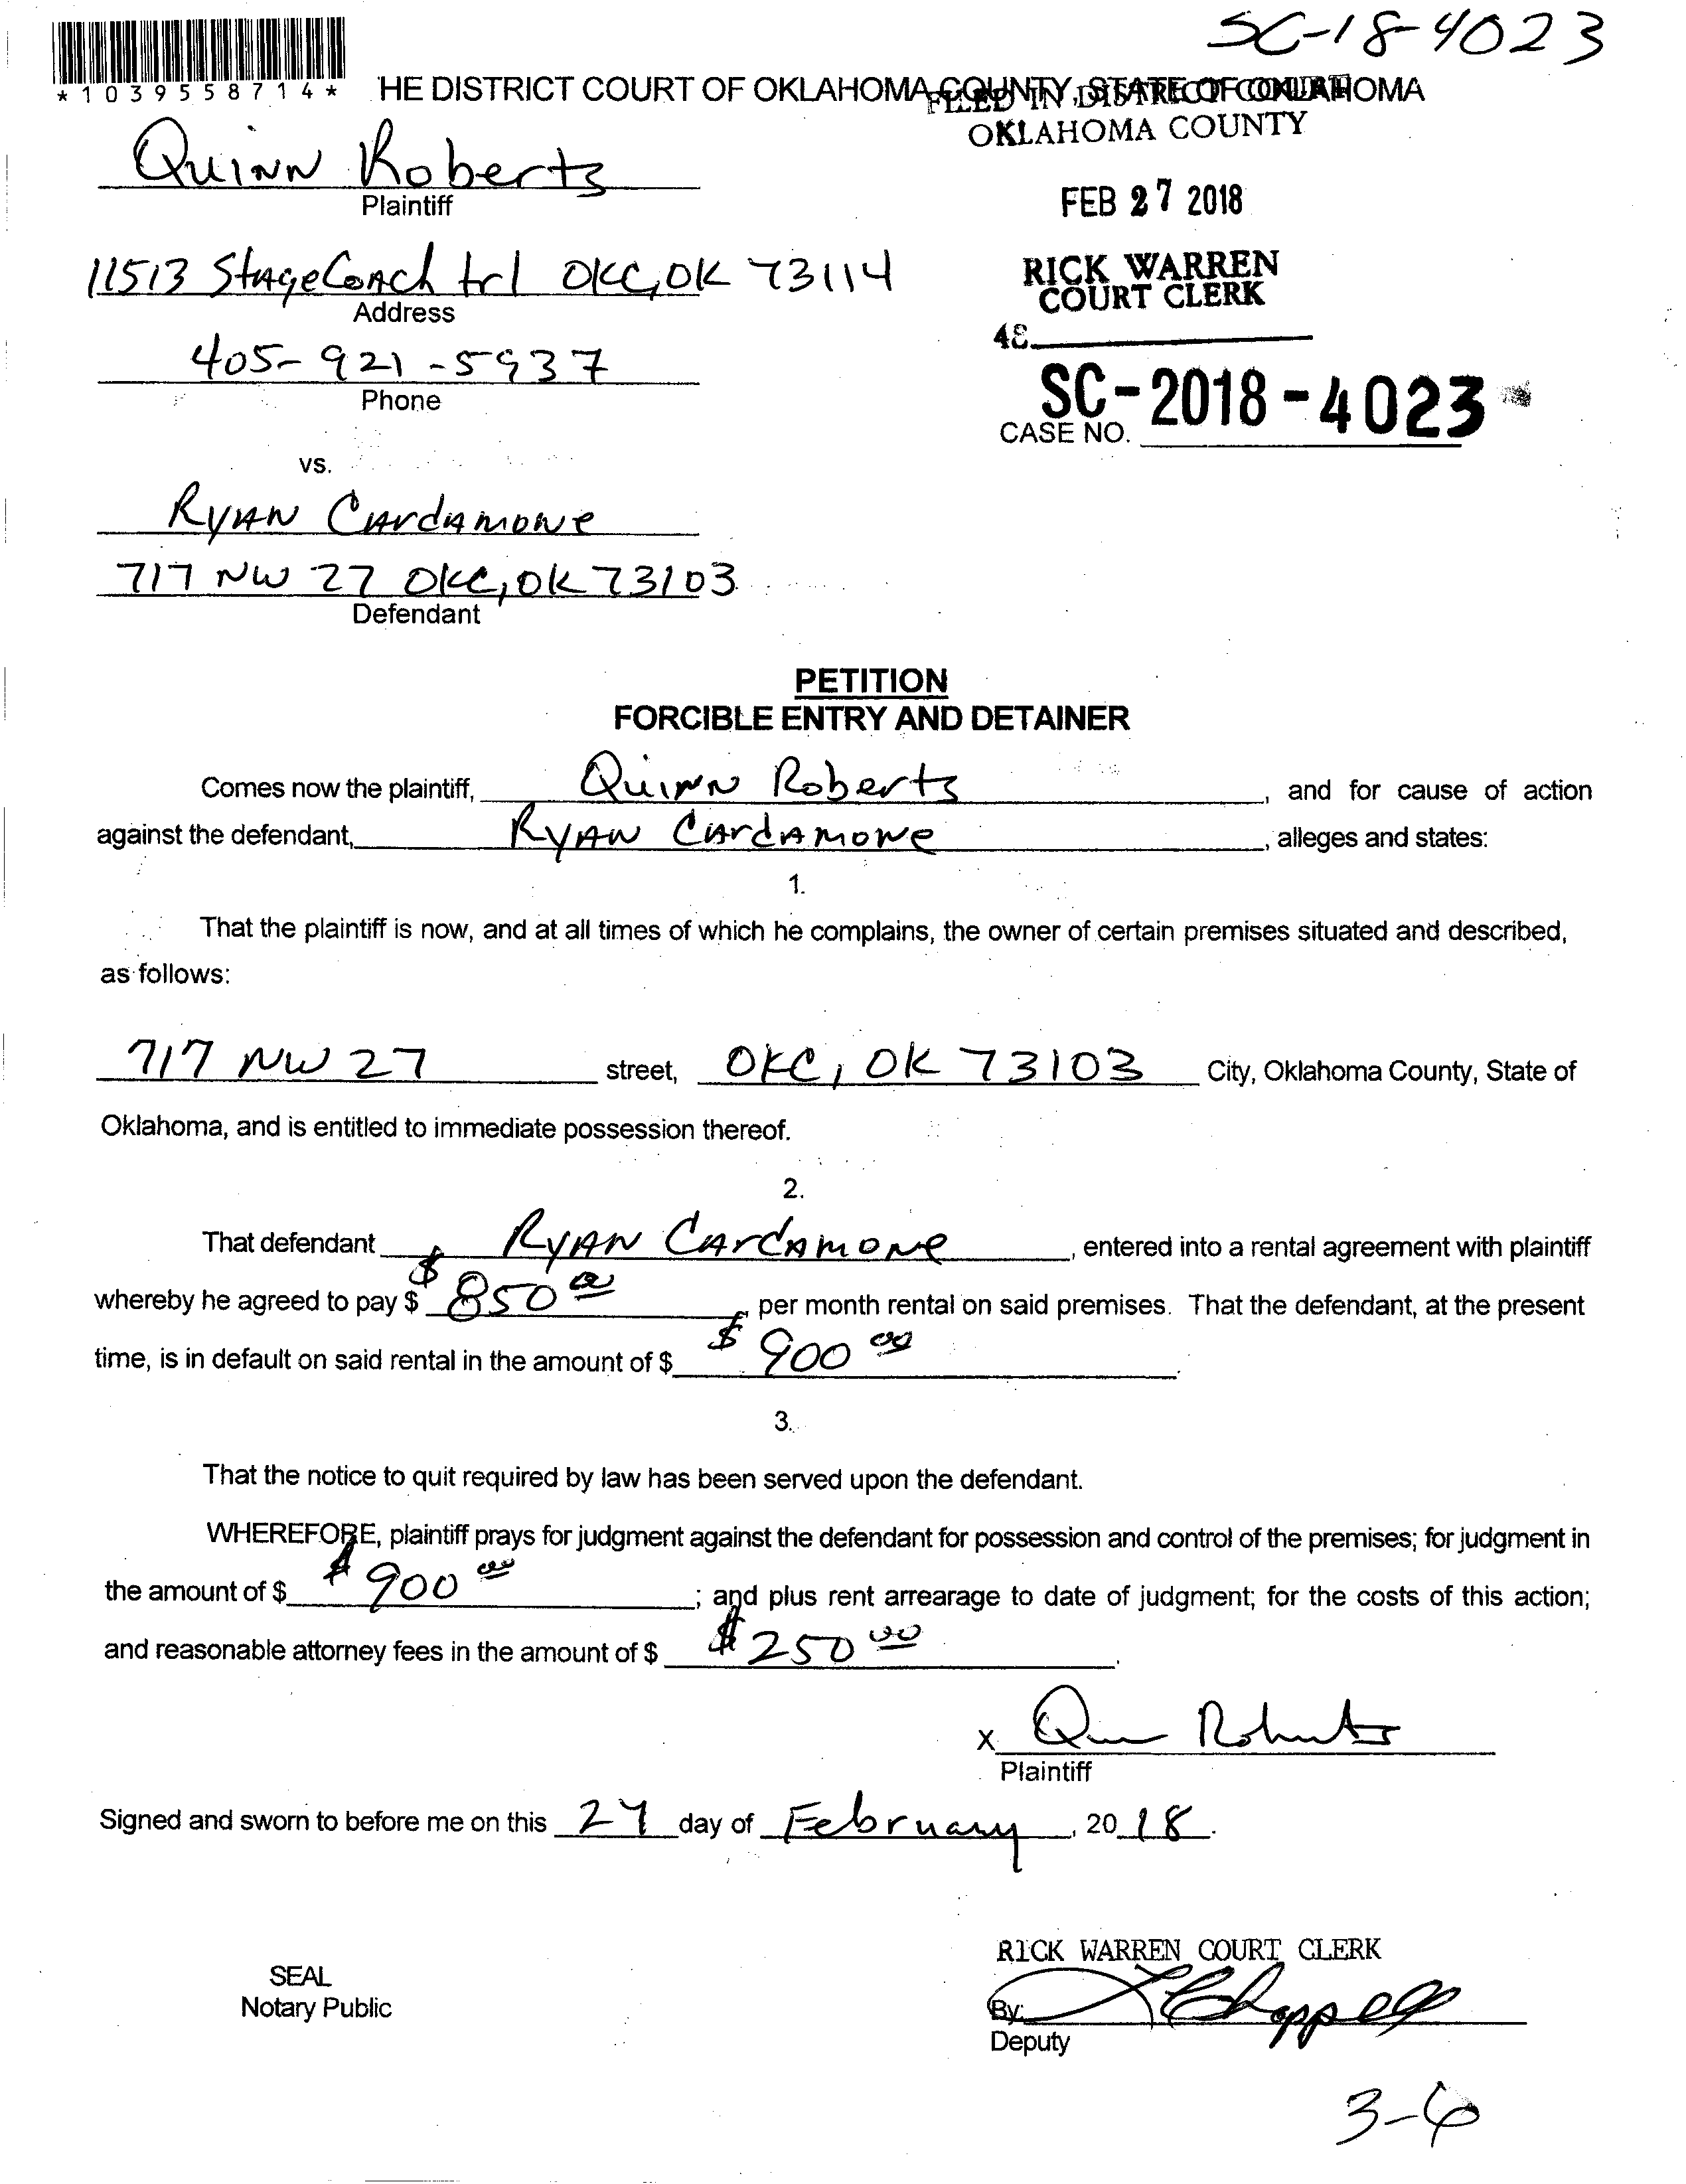 SC-18-4023
*1039558714*
HE DISTRICT COURT OF OKLAHOMA COUNTY, STATE OF OKLAHOMA
FILED IN DISTRICT COURT
OKLAHOMA COUNTY
Quinn Roberts
Plaintiff
FEB 27 2018
11513 StageCoach trl OKC, OK 73114
Address
RICK WARREN
COURT CLERK
48
405-921-5937
Phone
SC-2018-4023
CASE NO.
vs.
Ryan Cardamone
717 NW 27 OKC, OK 73103
Defendant
PETITION
FORCIBLE ENTRY AND DETAINER
Comes now the plaintiff, Quinn Roberts, and for cause of action
against the defendant, Ryan Cardamone, alleges and states:
1.
That the plaintiff is now, and at all times of which he complains, the owner of certain premises situated and described,
as follows:
717 NW 27 street, OKC, OK 73103 City, Oklahoma County, State of
Oklahoma, and is entitled to immediate possession thereof.
2.
That defendant Ryan Cardamone, entered into a rental agreement with plaintiff
whereby he agreed to pay $ $850 00, per month rental on said premises. That the defendant, at the present
time, is in default on said rental in the amount of $ $900 00.
3.
That the notice to quit required by law has been served upon the defendant.
WHEREFORE, plaintiff prays for judgment against the defendant for possession and control of the premises; for judgment in
the amount of $ $900 00; and plus rent arrearage to date of judgment; for the costs of this action;
and reasonable attorney fees in the amount of $ $250 00.
X Quinn Roberts
Plaintiff
Signed and sworn to before me on this 27 day of February, 2018.
RICK WARREN COURT CLERK
SEAL
Notary Public
By: Chappell
Deputy
3-6